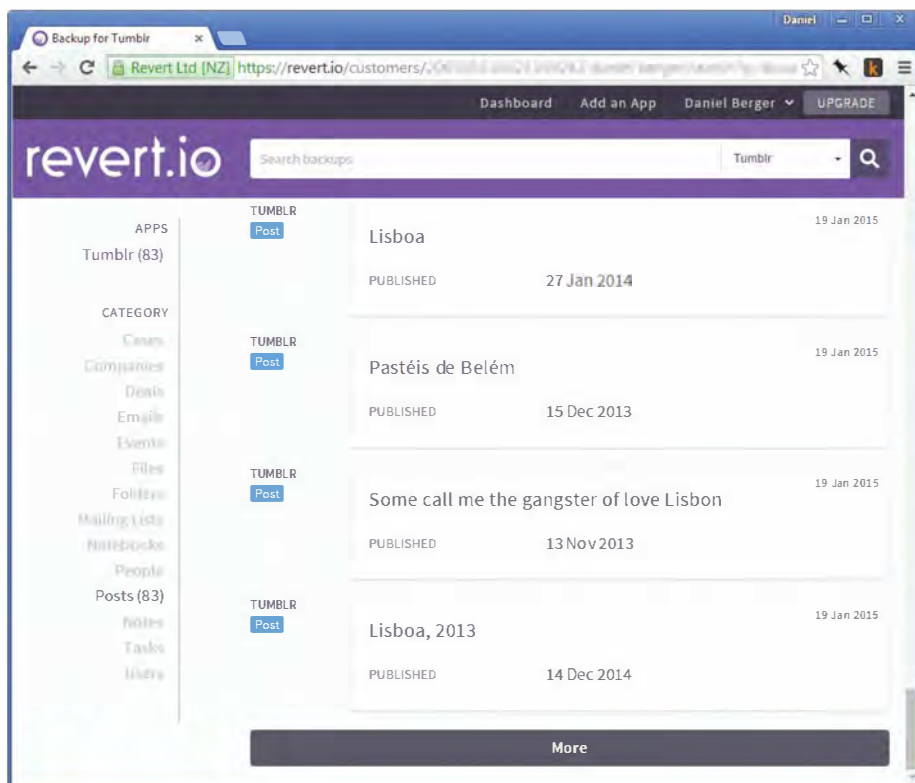 Daniel
Backup for Tumblr
Revert Ltd [NZ] https://revert.io/customers/
Dashboard Add an App Daniel Berger UPGRADE
revert.io Search backups Tumblr
APPS
Tumblr (83)
CATEGORY
Cases
Companies
Deals
Emails
Events
Files
Folders
Mailing Lists
Notebooks
People
Posts (83)
Notes
Tasks
Users
TUMBLR
Post
Lisboa
19 Jan 2015
PUBLISHED 27 Jan 2014
TUMBLR
Post
Pastéis de Belém
19 Jan 2015
PUBLISHED 15 Dec 2013
TUMBLR
Post
Some call me the gangster of love Lisbon
19 Jan 2015
PUBLISHED 13 Nov 2013
TUMBLR
Post
Lisboa, 2013
19 Jan 2015
PUBLISHED 14 Dec 2014
More